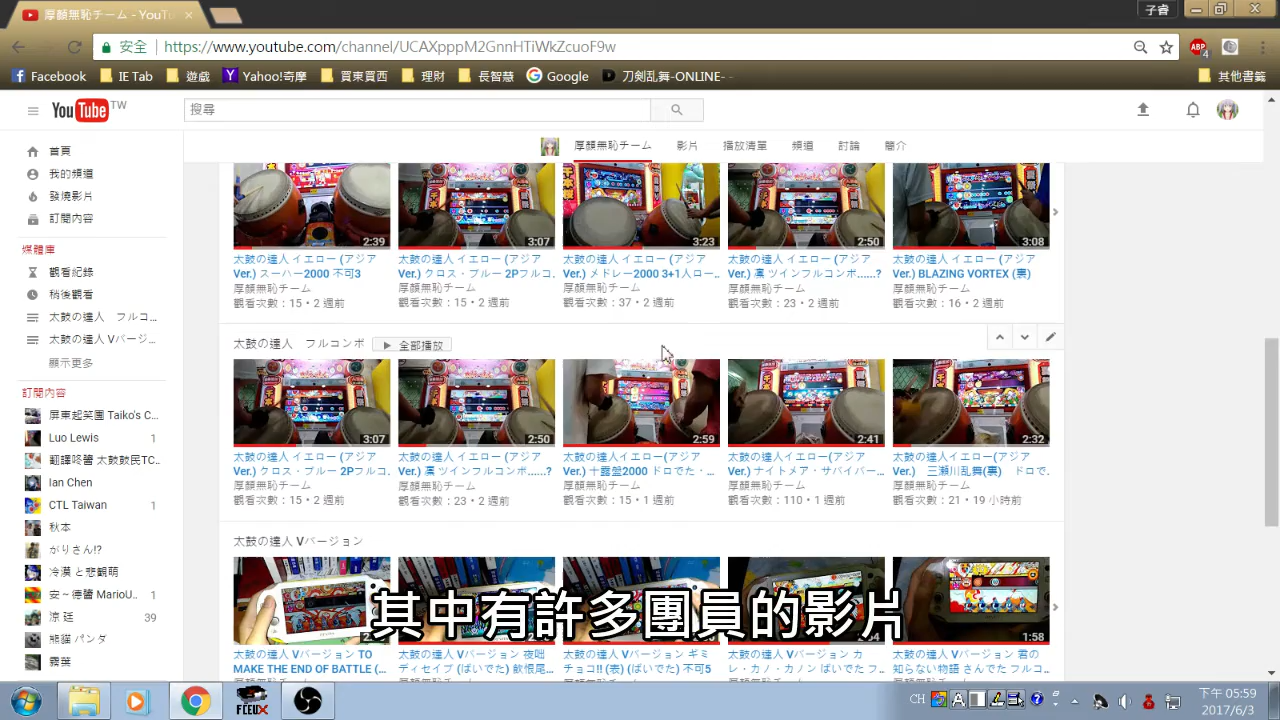 厚顔無恥チーム - YouTu
子睿
安全
https://www.youtube.com/channel/UCAXpppM2GnnHTiWkZcuoF9w
ABP
4
Facebook
IE Tab
遊戲
Yahoo!奇摩
買東買西
理財
長智慧
Google
刀剣乱舞-ONLINE- -
其他書籤
YouTube TW
搜尋
厚顔無恥チーム
影片
播放清單
頻道
討論
簡介
首頁
我的頻道
發燒影片
訂閱內容
媒體庫
觀看紀錄
稍後觀看
太鼓の達人 フルコ...
太鼓の達人 Vバージ...
顯示更多
訂閱內容
屏東起笑團 Taiko's C...
Luo Lewis 1
翻譯咚醬 太鼓鼓民TC...
Ian Chen
CTL Taiwan 1
秋本
がりさん!?
冷漠 と悲觀萌
安～德醬 MarioU.. 1
涼 廷 39
熊貓 パンダ
2:39
3:07
3:23
2:50
3:08
太鼓の達人 イエロー (アジア
Ver.) スーハー2000 不可3
厚顔無恥チーム
觀看次數：15 • 2 週前
太鼓の達人 イエロー (アジア
Ver.) クロス・ブルー 2Pフルコ..
厚顔無恥チーム
觀看次數：15 • 2 週前
太鼓の達人 イエロー (アジア
Ver.) メドレー2000 3+1人ロー...
厚顔無恥チーム
觀看次數：37 • 2 週前
太鼓の達人 イエロー (アジア
Ver.) 凛 ツインフルコンボ......?
厚顔無恥チーム
觀看次數：23 • 2 週前
太鼓の達人 イエロー (アジア
Ver.) BLAZING VORTEX (裏)
厚顔無恥チーム
觀看次數：16 • 2 週前
太鼓の達人 フルコンボ
全部播放
3:07
2:50
2:59
2:41
2:32
太鼓の達人 イエロー (アジア
Ver.) クロス・ブルー 2Pフルコ..
厚顔無恥チーム
觀看次數：15 • 2 週前
太鼓の達人 イエロー (アジア
Ver.) 凛 ツインフルコンボ......?
厚顔無恥チーム
觀看次數：23 • 2 週前
太鼓の達人イエロー (アジア
Ver.) 十露盤2000 ドロでた・...
厚顔無恥チーム
觀看次數：15 • 1 週前
太鼓の達人イエロー (アジア
Ver.) ナイトメア・サバイバー...
厚顔無恥チーム
觀看次數：110 • 1 週前
太鼓の達人イエロー (アジア
Ver.) 三瀬川乱舞(裏) ドロで.
厚顔無恥チーム
觀看次數：21 • 19 小時前
太鼓の達人 Vバージョン
1:58
其中有許多團員的影片
太鼓の達人 Vバージョン TO
MAKE THE END OF BATTLE (...
太鼓の達人 Vバージョン 夜咄
ディセイブ (ばいでた) 歓恨尾...
太鼓の達人 Vバージョン ギミ
チョコ!! (表) (ばいでた) 不可5
太鼓の達人 Vバージョン カ
レ・カノ・カノン ばいでた フ..
太鼓の達人 Vバージョン 君の
知らない物語 さんでた フルコ..
FCEUX
CH
下午 05:59
2017/6/3